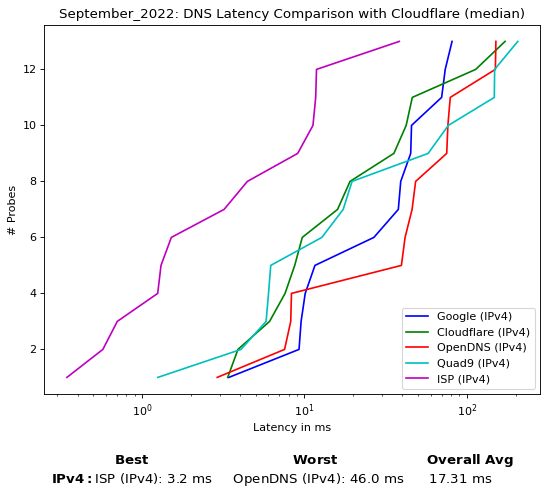 September_2022: DNS Latency Comparison with Cloudflare (median)
12
10
8
6
4
2
# Probes
10⁰ 10¹ 10²
Latency in ms
Google (IPv4)
Cloudflare (IPv4)
OpenDNS (IPv4)
Quad9 (IPv4)
ISP (IPv4)
Best Worst Overall Avg
IPv4: ISP (IPv4): 3.2 ms OpenDNS (IPv4): 46.0 ms 17.31 ms